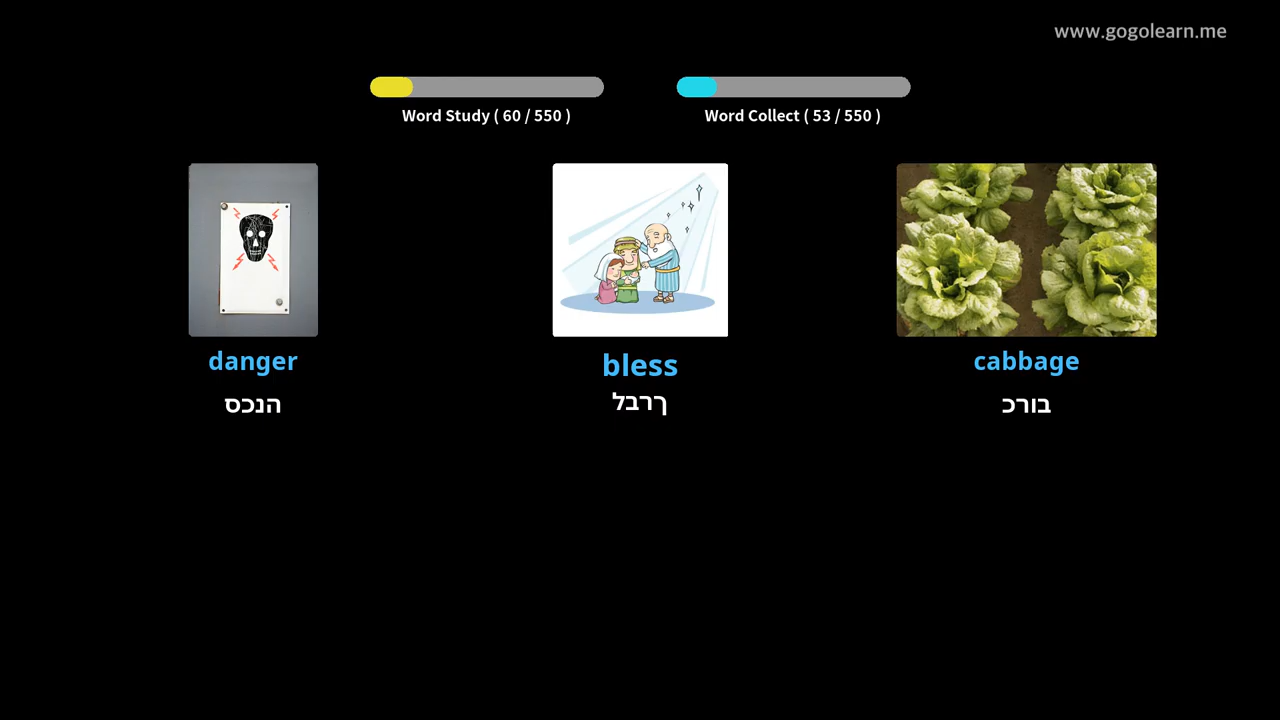 www.gogolearn.me
Word Study ( 60 / 550 )
Word Collect ( 53 / 550 )
danger
הנכס
bless
ךרבל
cabbage
בורכ